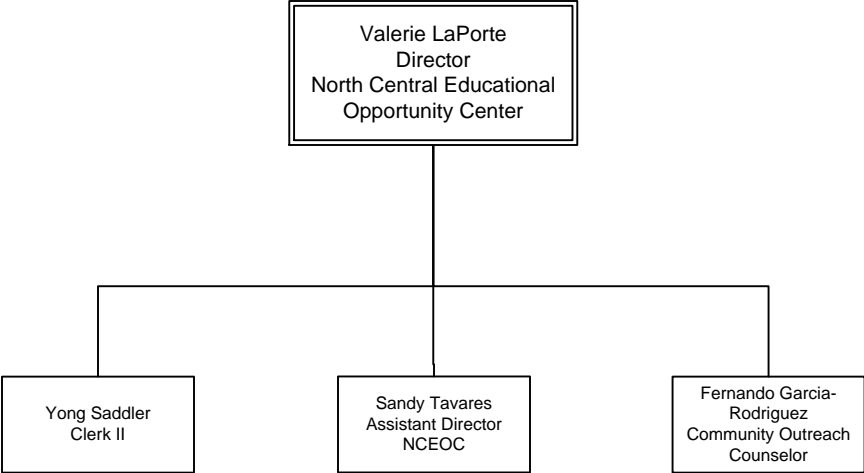 Valerie LaPorte
Director
North Central Educational
Opportunity Center
Yong Saddler
Clerk II
Sandy Tavares
Assistant Director
NCEOC
Fernando Garcia-
Rodriguez
Community Outreach
Counselor